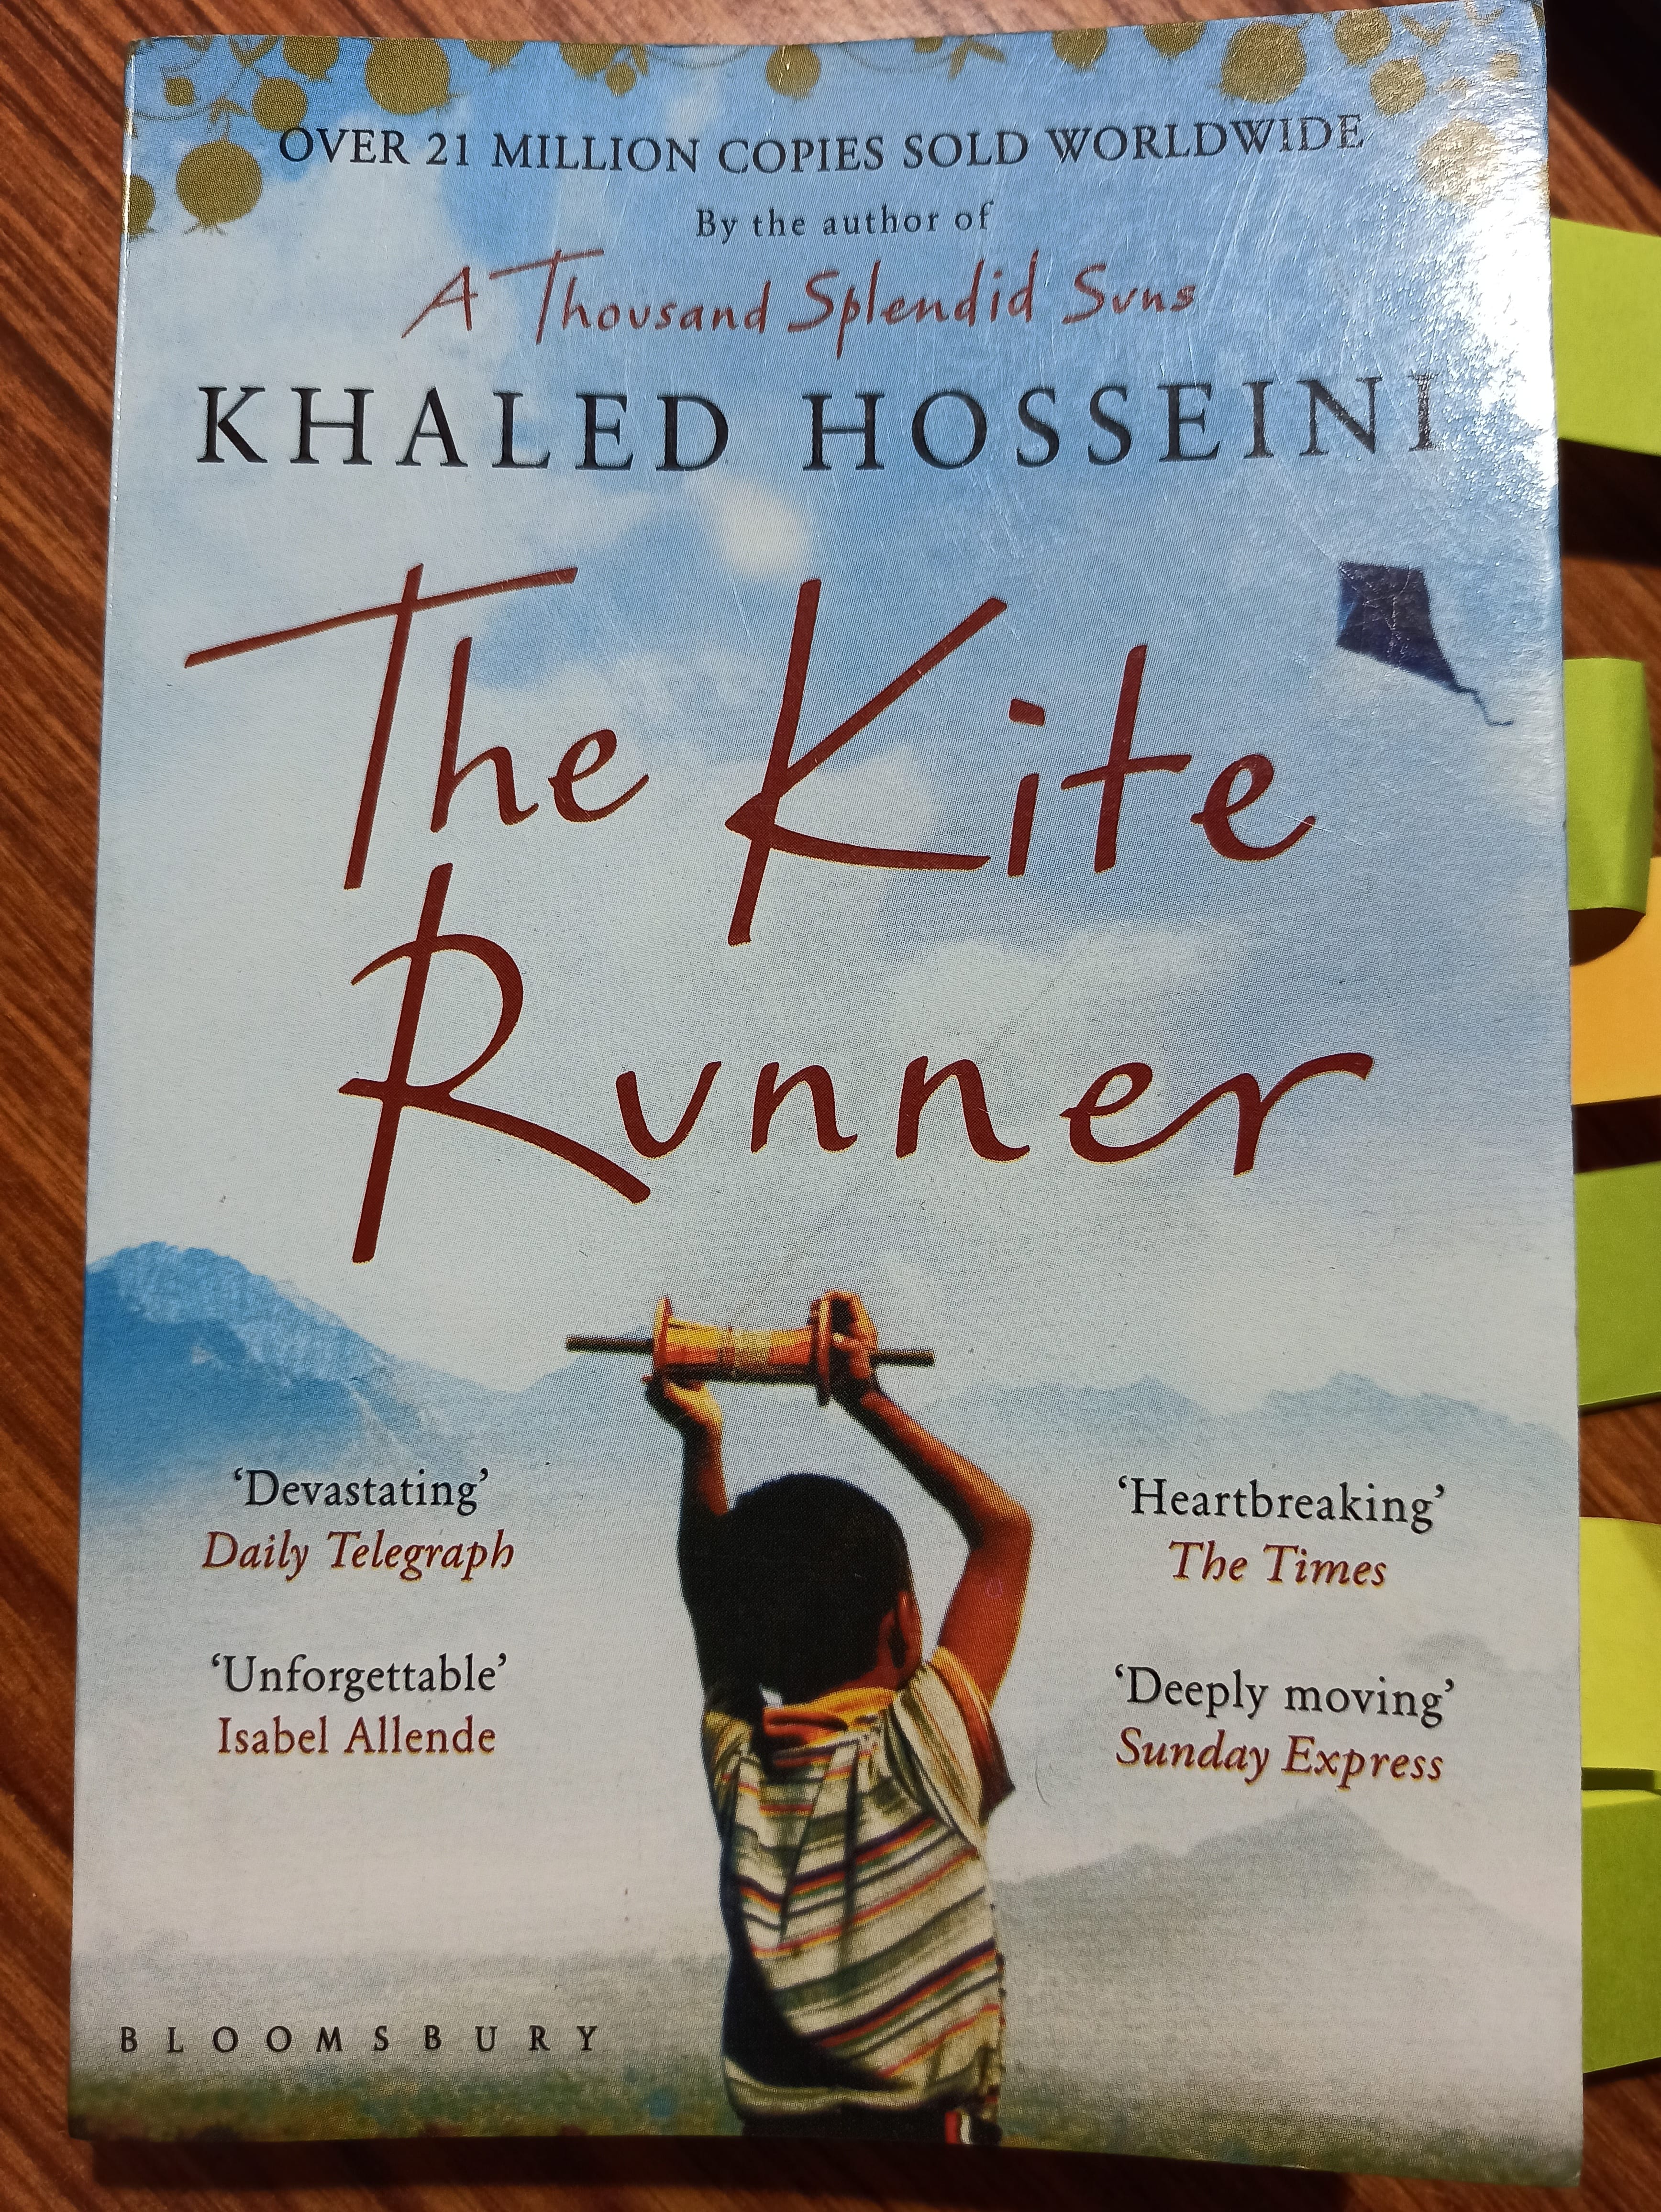 OVER 21 MILLION COPIES SOLD WORLDWIDE
By the author of
A Thousand Splendid Suns
KHALED HOSSEINI
The Kite
Runner
‘Devastating’
Daily Telegraph
‘Heartbreaking’
The Times
‘Unforgettable’
Isabel Allende
‘Deeply moving’
Sunday Express
BLOOMSBURY